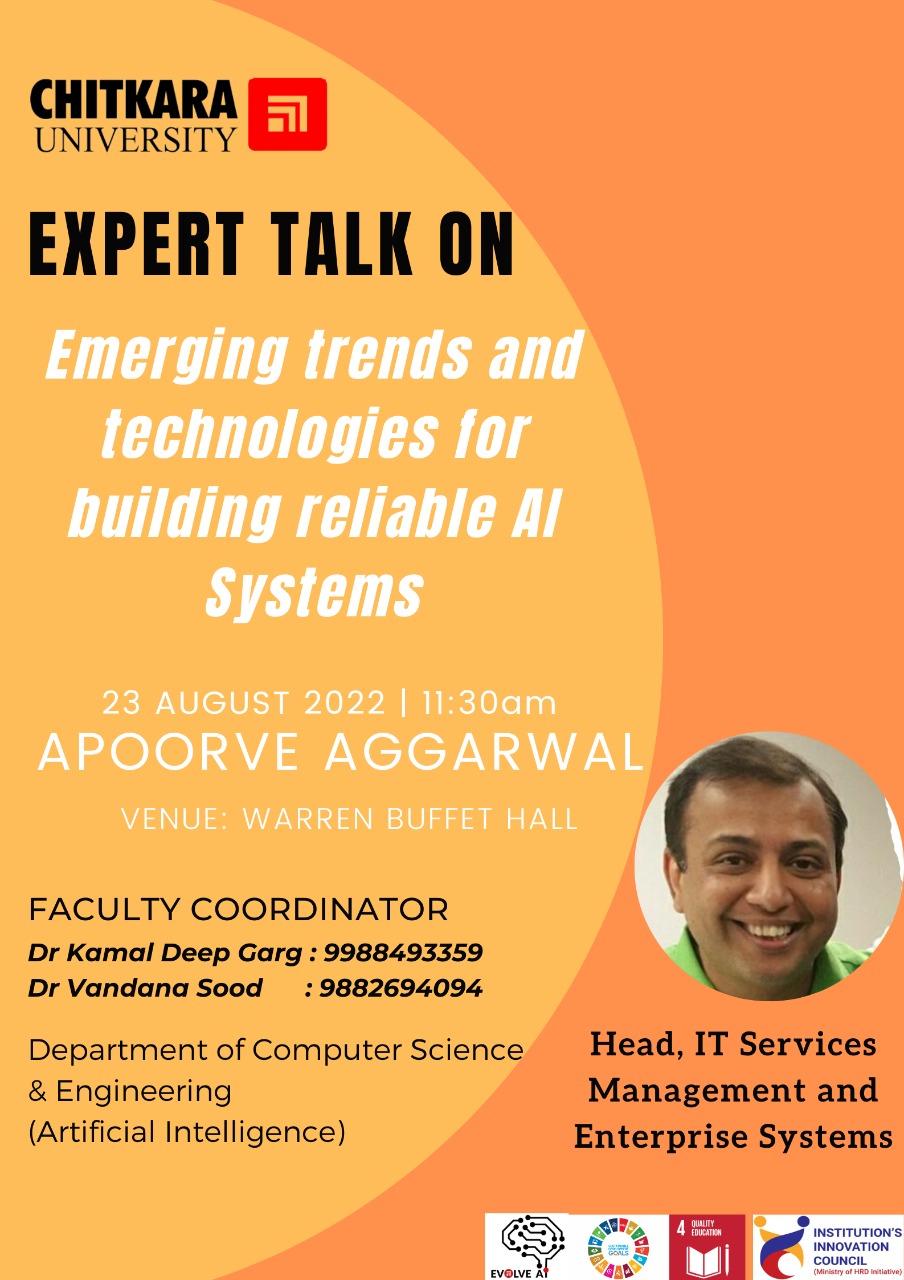 CHITKARA
UNIVERSITY
EXPERT TALK ON
Emerging trends and
technologies for
building reliable AI
Systems
23 AUGUST 2022 | 11:30am
APOORVE AGGARWAL
VENUE: WARREN BUFFET HALL
FACULTY COORDINATOR
Dr Kamal Deep Garg : 9988493359
Dr Vandana Sood : 9882694094
Department of Computer Science
& Engineering
(Artificial Intelligence)
Head, IT Services
Management and
Enterprise Systems
EVOLVE AI
GOALS
4 QUALITY
EDUCATION
INSTITUTION'S
INNOVATION
COUNCIL
(Ministry of HRD Initiative)